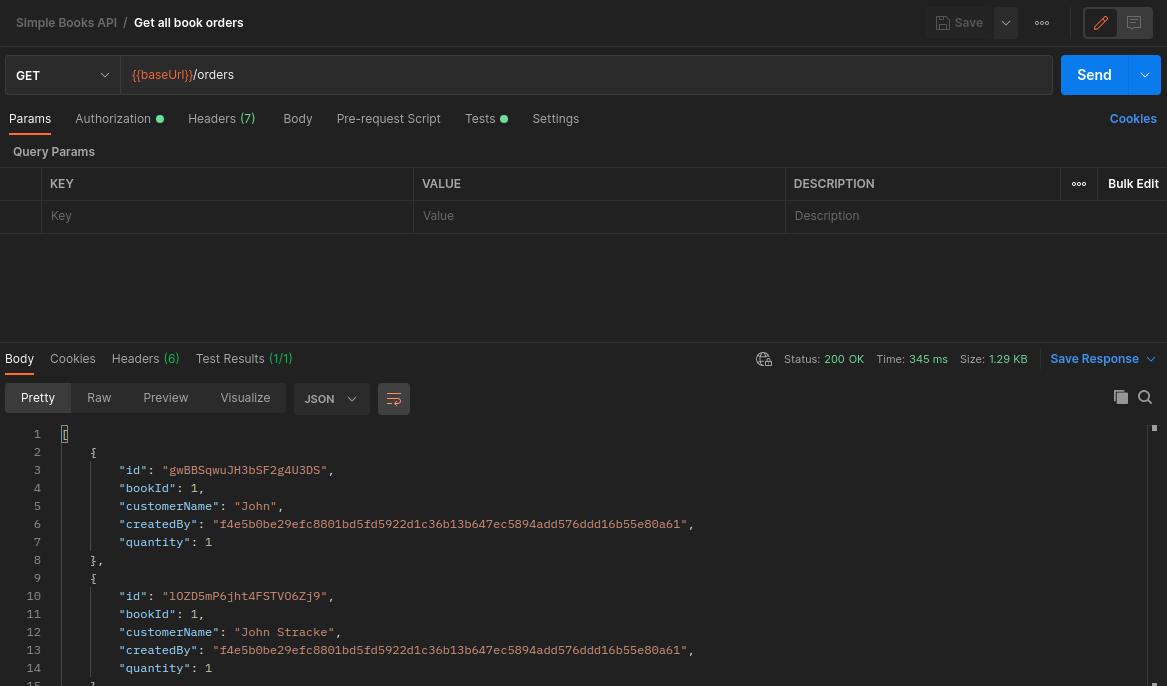 Simple Books API / Get all book orders
Save
GET {{baseUrl}}/orders Send
Params Authorization Headers (7) Body Pre-request Script Tests Settings Cookies
Query Params
KEY VALUE DESCRIPTION Bulk Edit
Key Value Description
Body Cookies Headers (6) Test Results (1/1) Status: 200 OK Time: 345 ms Size: 1.29 KB Save Response
Pretty Raw Preview Visualize JSON
1 [
2 {
3 "id": "gwBBSqwuJH3bSF2g4U3DS",
4 "bookId": 1,
5 "customerName": "John",
6 "createdBy": "f4e5b0be29efc8801bd5fd5922d1c36b13b647ec5894add576ddd16b55e80a61",
7 "quantity": 1
8 },
9 {
10 "id": "lOZD5mP6jht4FSTVO6Zj9",
11 "bookId": 1,
12 "customerName": "John Stracke",
13 "createdBy": "f4e5b0be29efc8801bd5fd5922d1c36b13b647ec5894add576ddd16b55e80a61",
14 "quantity": 1
15 }